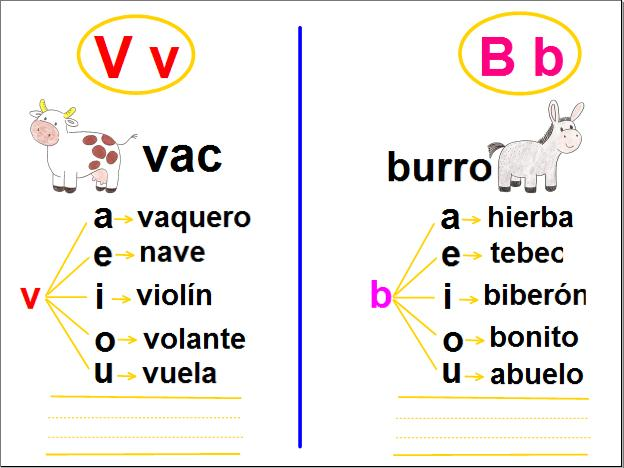 V v
vac
a vaquero
e nave
v i violín
o volante
u vuela
B b
burro
a hierba
e tebec
b i biberón
o bonito
u abuelo